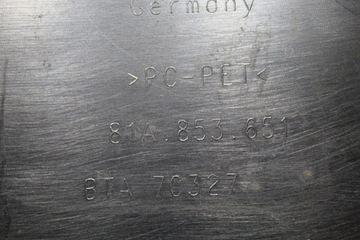 Germany
>PC-PET<
81A.853.651
8TA 7C327